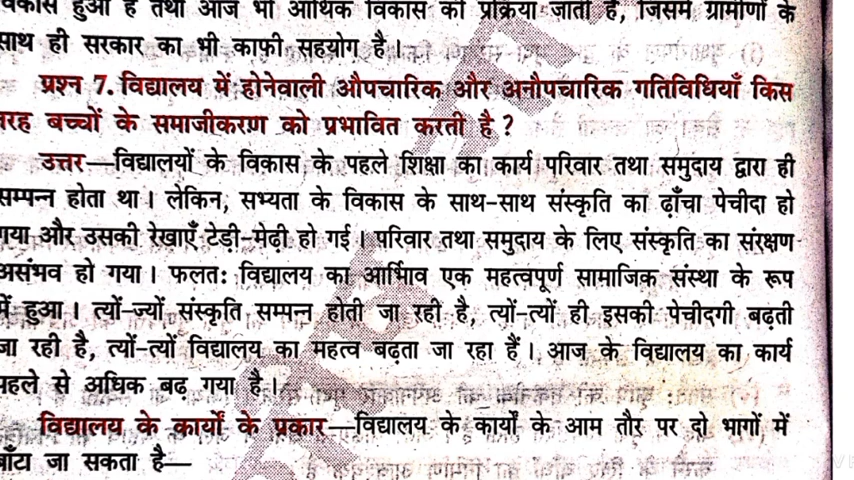 विकास हुआ है तथा आज भी आर्थिक विकास की प्रक्रिया जाती है, जिसमें ग्रामीणों के
साथ ही सरकार का भी काफी सहयोग है।
प्रश्न 7. विद्यालय में होनेवाली औपचारिक और अनौपचारिक गतिविधियाँ किस
तरह बच्चों के समाजीकरण को प्रभावित करती है ?
उत्तर—विद्यालयों के विकास के पहले शिक्षा का कार्य परिवार तथा समुदाय द्वारा ही
सम्पन्न होता था। लेकिन, सभ्यता के विकास के साथ-साथ संस्कृति का ढ़ाँचा पेचीदा हो
गया और उसकी रेखाएँ टेड़ी-मेढ़ी हो गई। परिवार तथा समुदाय के लिए संस्कृति का संरक्षण
असंभव हो गया। फलतः विद्यालय का आर्भािव एक महत्वपूर्ण सामाजिक संस्था के रूप
में हुआ। त्यों-ज्यों संस्कृति सम्पन्न होती जा रही है, त्यों-त्यों ही इसकी पेचीदगी बढ़ती
जा रही है, त्यों-त्यों विद्यालय का महत्व बढ़ता जा रहा हैं। आज के विद्यालय का कार्य
पहले से अधिक बढ़ गया है।
विद्यालय के कार्यों के प्रकार—विद्यालय के कार्यों के आम तौर पर दो भागों में
बाँटा जा सकता है—